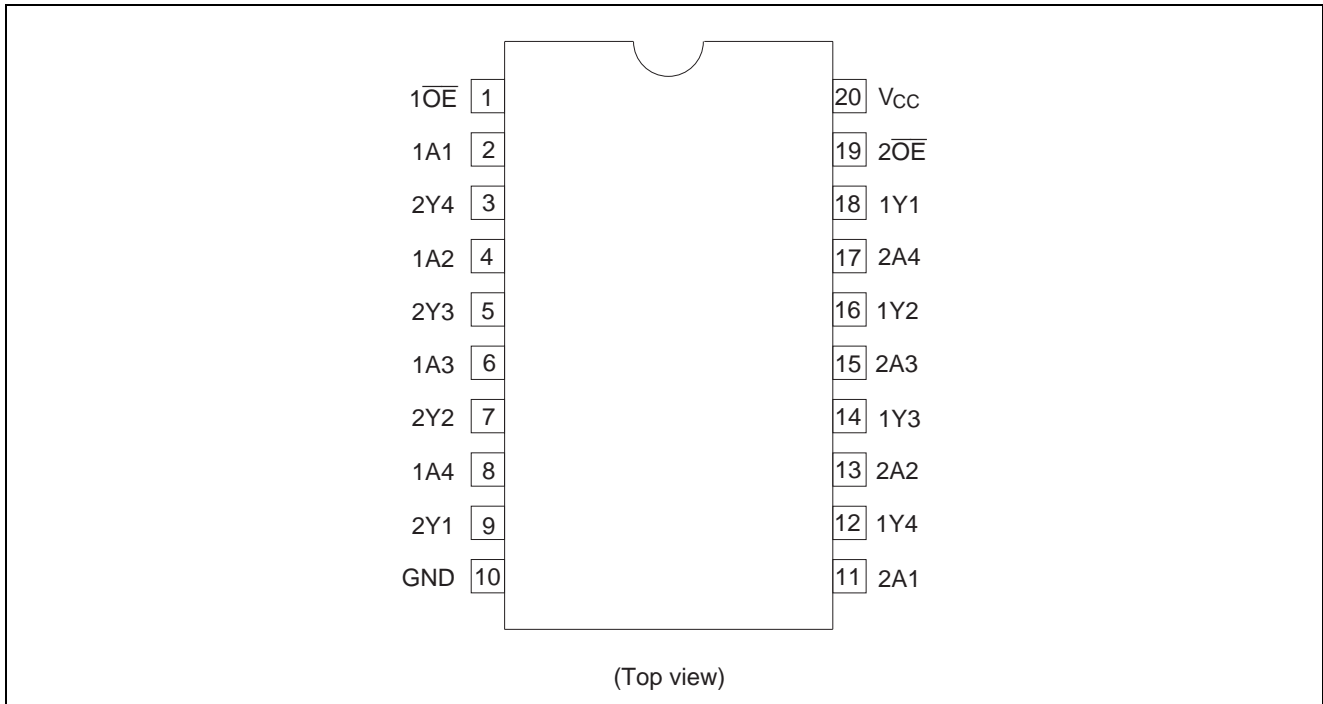 1O̅E̅ 1 20 VCC
1A1 2 19 2O̅E̅
2Y4 3 18 1Y1
1A2 4 17 2A4
2Y3 5 16 1Y2
1A3 6 15 2A3
2Y2 7 14 1Y3
1A4 8 13 2A2
2Y1 9 12 1Y4
GND 10 11 2A1
(Top view)